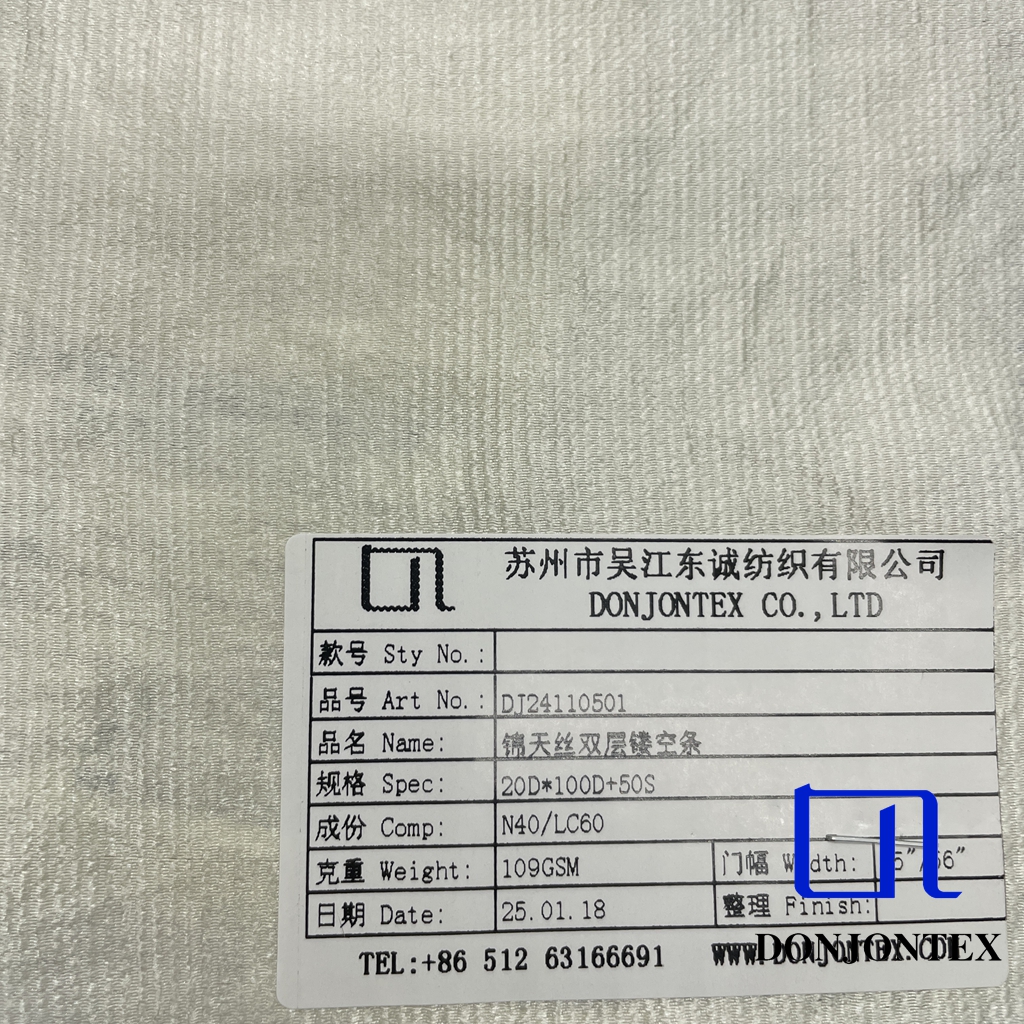 苏州市吴江东诚纺织有限公司
DONJONTEX CO.,LTD
款号 Sty No.:
品号 Art No.: DJ24110501
品名 Name: 锦天丝双层镂空条
规格 Spec: 20D*100D+50S
成份 Comp: N40/LC60
克重 Weight: 109GSM 门幅 Width: 56"
日期 Date: 25.01.18 整理 Finish:
TEL:+86 512 63166691
DONJONTEX